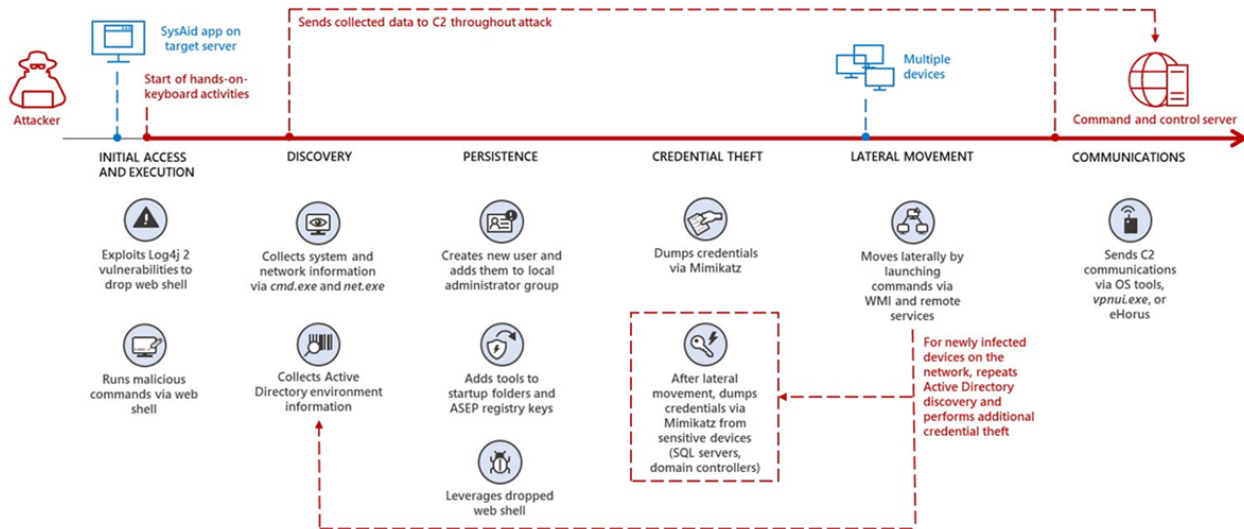 Sends collected data to C2 throughout attack
SysAid app on
target server
Start of hands-on-
keyboard activities
Attacker
Multiple
devices
Command and control server
INITIAL ACCESS
AND EXECUTION
DISCOVERY
PERSISTENCE
CREDENTIAL THEFT
LATERAL MOVEMENT
COMMUNICATIONS
Exploits Log4j 2
vulnerabilities to
drop web shell
Collects system and
network information
via cmd.exe and net.exe
Creates new user and
adds them to local
administrator group
Dumps credentials
via Mimikatz
Moves laterally by
launching
commands via
WMI and remote
services
Sends C2
communications
via OS tools,
vpnui.exe, or
eHorus
Runs malicious
commands via web
shell
Collects Active
Directory environment
information
Adds tools to
startup folders and
ASEP registry keys
After lateral
movement, dumps
credentials via
Mimikatz from
sensitive devices
(SQL servers,
domain controllers)
For newly infected
devices on the
network, repeats
Active Directory
discovery and
performs additional
credential theft
Leverages dropped
web shell